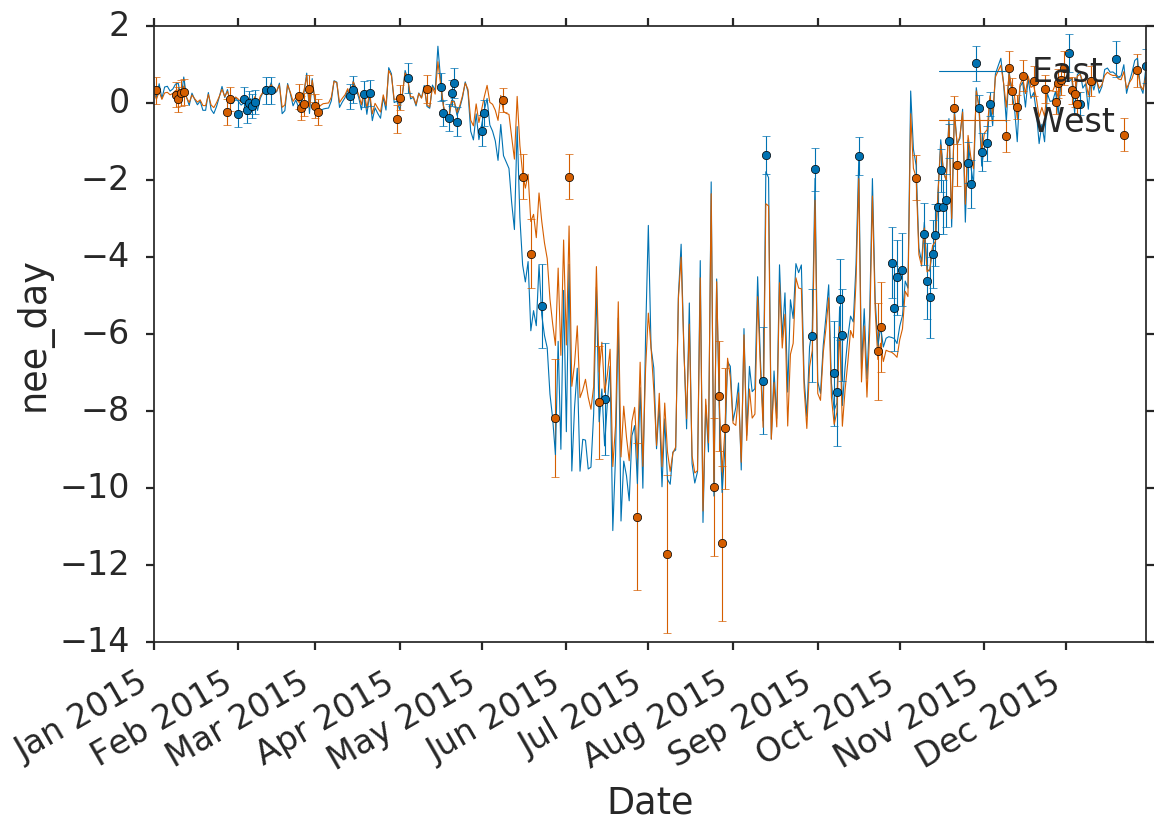 2
0
−2
−4
−6
−8
−10
−12
−14
nee_day
East
West
Jan 2015
Feb 2015
Mar 2015
Apr 2015
May 2015
Jun 2015
Jul 2015
Aug 2015
Sep 2015
Oct 2015
Nov 2015
Dec 2015
Date